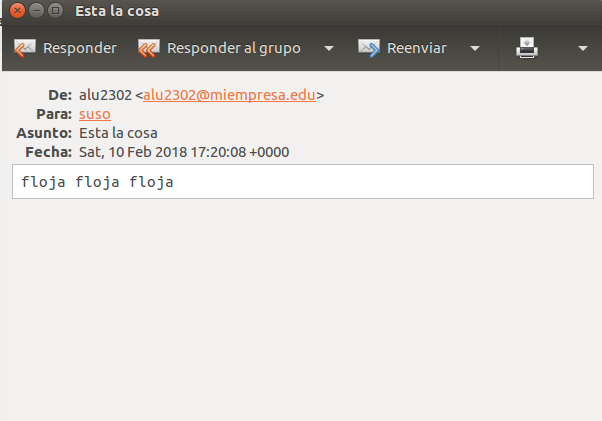 Esta la cosa
Responder Responder al grupo Reenviar
De: alu2302 <alu2302@miempresa.edu>
Para: suso
Asunto: Esta la cosa
Fecha: Sat, 10 Feb 2018 17:20:08 +0000
floja floja floja